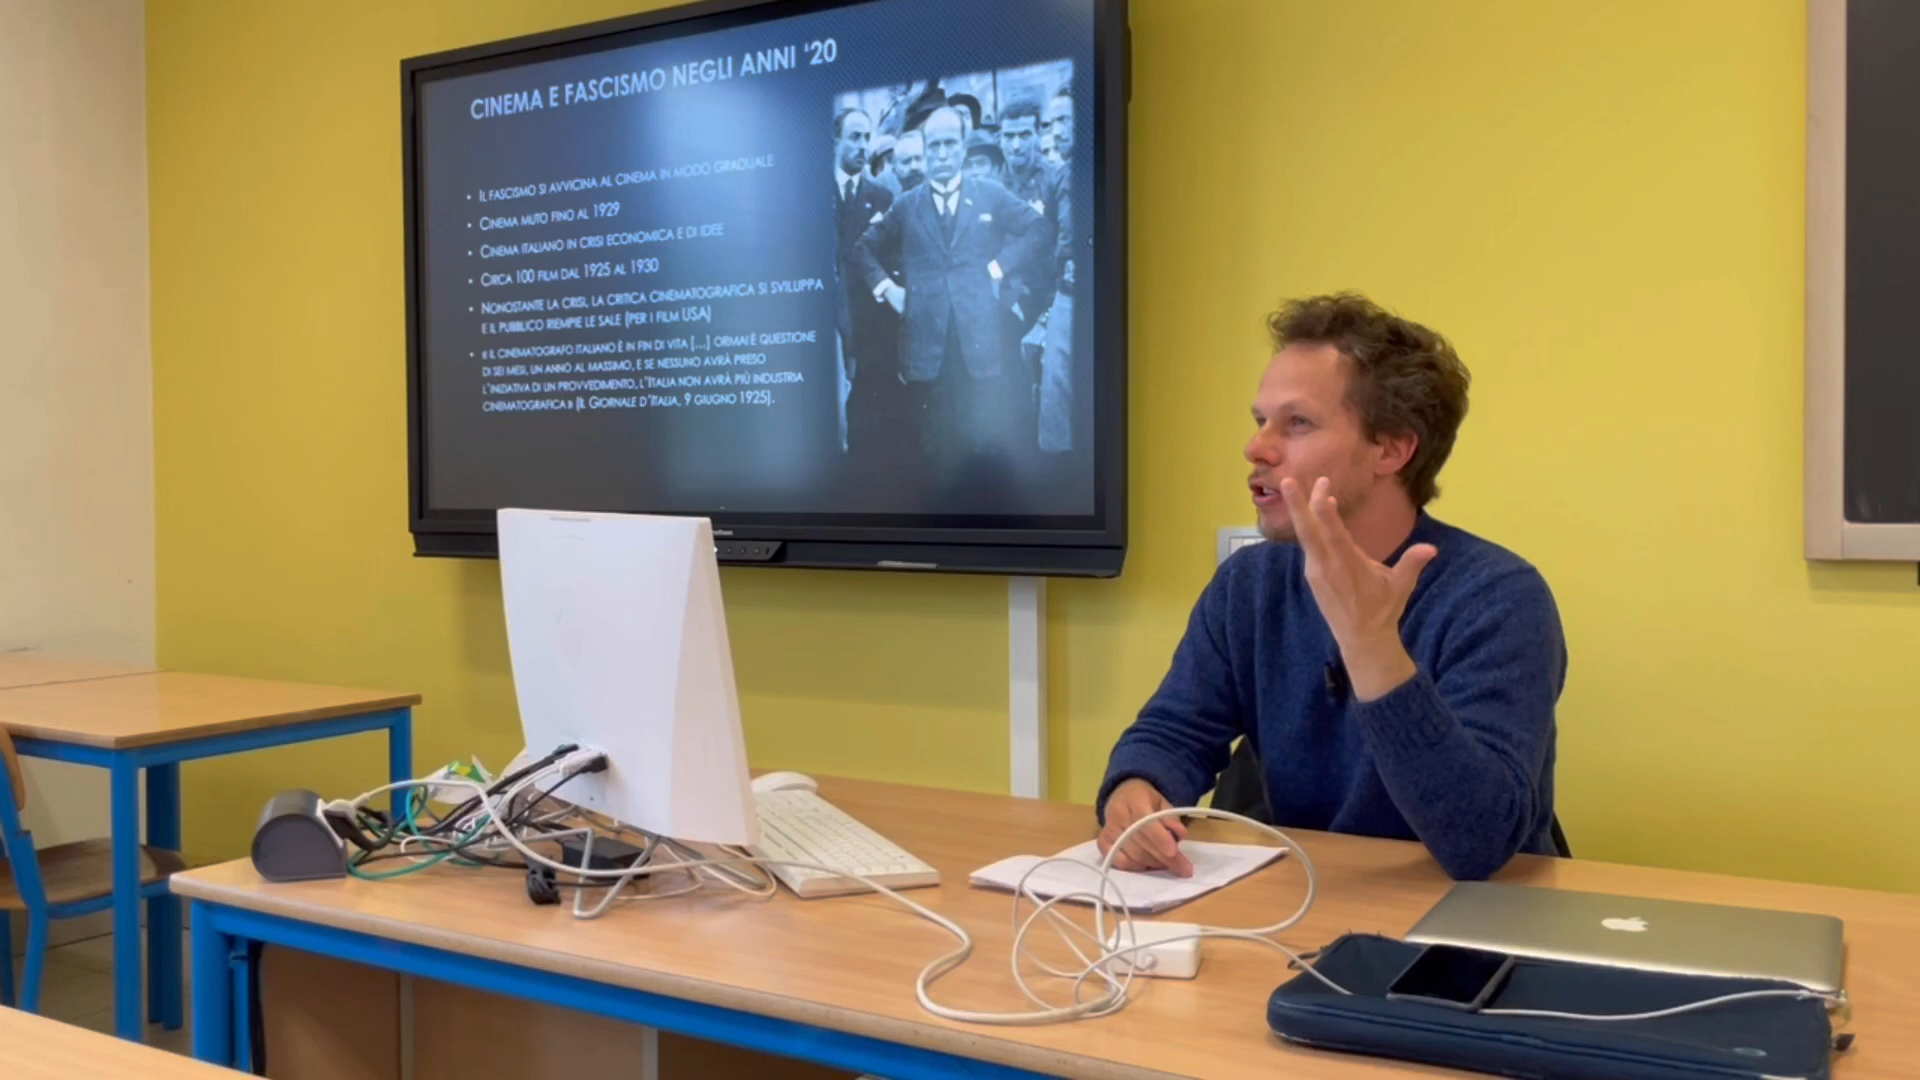 CINEMA E FASCISMO NEGLI ANNI '20
• IL FASCISMO SI AVVICINA AL CINEMA IN MODO GRADUALE
• CINEMA MUTO FINO AL 1929
• CINEMA ITALIANO IN CRISI ECONOMICA E DI IDEE
• CIRCA 100 FILM DAL 1925 AL 1930
• NONOSTANTE LA CRISI, LA CRITICA CINEMATOGRAFICA SI SVILUPPA
E IL PUBBLICO RIEMPIE LE SALE (PER I FILM USA)
• « IL CINEMATOGRAFO ITALIANO È IN FIN DI VITA [...] ORMAI È QUESTIONE
DI SEI MESI, UN ANNO AL MASSIMO, E SE NESSUNO AVRÀ PRESO
L'INIZIATIVA DI UN PROVVEDIMENTO, L'ITALIA NON AVRÀ PIÙ INDUSTRIA
CINEMATOGRAFICA » (IL GIORNALE D'ITALIA, 9 GIUGNO 1925).